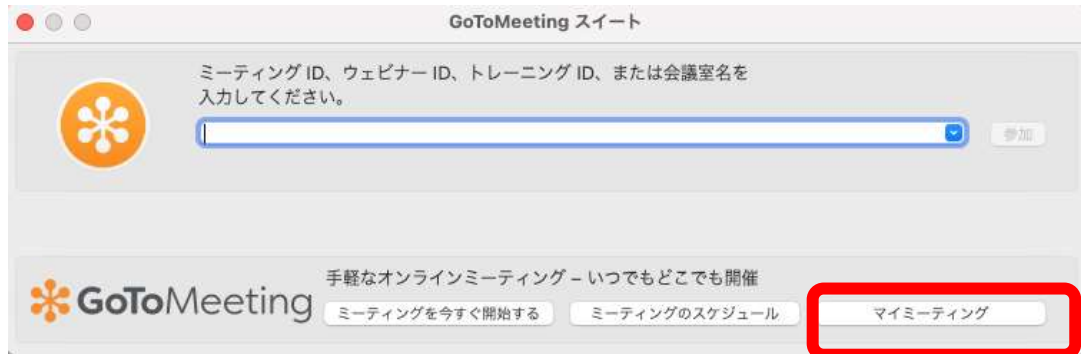 GoToMeeting スイート
ミーティング ID、ウェビナー ID、トレーニング ID、または会議室名を
入力してください。
参加
手軽なオンラインミーティング – いつでもどこでも開催
GoToMeeting
ミーティングを今すぐ開始する
ミーティングのスケジュール
マイミーティング